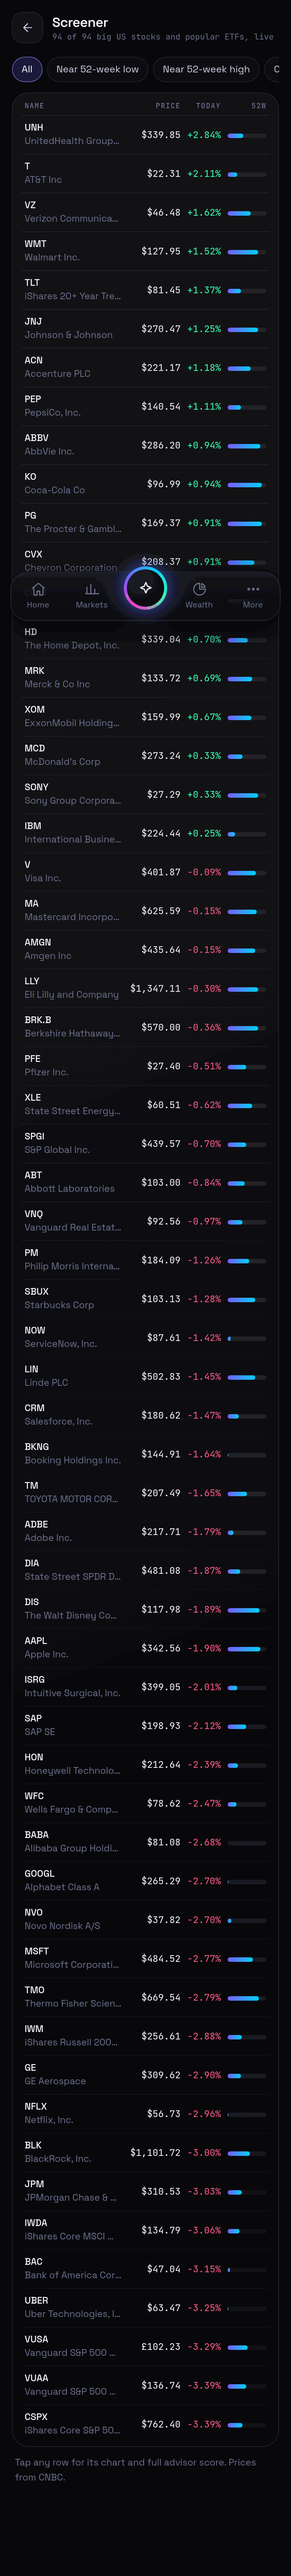 Screener
94 of 94 big US stocks and popular ETFs, live
All Near 52-week low Near 52-week high
NAME PRICE TODAY 52W
UNH $339.85 +2.84%
UnitedHealth Group...
T $22.31 +2.11%
AT&T Inc
VZ $46.48 +1.62%
Verizon Communica...
WMT $127.95 +1.52%
Walmart Inc.
TLT $81.45 +1.37%
iShares 20+ Year Tre...
JNJ $270.47 +1.25%
Johnson & Johnson
ACN $221.17 +1.18%
Accenture PLC
PEP $140.54 +1.11%
PepsiCo, Inc.
ABBV $286.20 +0.94%
AbbVie Inc.
KO $96.99 +0.94%
Coca-Cola Co
PG $169.37 +0.91%
The Procter & Gambl...
CVX $208.37 +0.91%
Chevron Corporation
Home Markets Wealth More
HD $339.04 +0.70%
The Home Depot, Inc.
MRK $133.72 +0.69%
Merck & Co Inc
XOM $159.99 +0.67%
ExxonMobil Holding...
MCD $273.24 +0.33%
McDonald's Corp
SONY $27.29 +0.33%
Sony Group Corpora...
IBM $224.44 +0.25%
International Busine...
V $401.87 -0.09%
Visa Inc.
MA $625.59 -0.15%
Mastercard Incorpo...
AMGN $435.64 -0.15%
Amgen Inc
LLY $1,347.11 -0.30%
Eli Lilly and Company
BRK.B $570.00 -0.36%
Berkshire Hathaway...
PFE $27.40 -0.51%
Pfizer Inc.
XLE $60.51 -0.62%
State Street Energy...
SPGI $439.57 -0.70%
S&P Global Inc.
ABT $103.00 -0.84%
Abbott Laboratories
VNQ $92.56 -0.97%
Vanguard Real Estat...
PM $184.09 -1.26%
Philip Morris Interna...
SBUX $103.13 -1.28%
Starbucks Corp
NOW $87.61 -1.42%
ServiceNow, Inc.
LIN $502.83 -1.45%
Linde PLC
CRM $180.62 -1.47%
Salesforce, Inc.
BKNG $144.91 -1.64%
Booking Holdings Inc.
TM $207.49 -1.65%
TOYOTA MOTOR COR...
ADBE $217.71 -1.79%
Adobe Inc.
DIA $481.08 -1.87%
State Street SPDR D...
DIS $117.98 -1.89%
The Walt Disney Co...
AAPL $342.56 -1.90%
Apple Inc.
ISRG $399.05 -2.01%
Intuitive Surgical, Inc.
SAP $198.93 -2.12%
SAP SE
HON $212.64 -2.39%
Honeywell Technolo...
WFC $78.62 -2.47%
Wells Fargo & Comp...
BABA $81.08 -2.68%
Alibaba Group Holdi...
GOOGL $265.29 -2.70%
Alphabet Class A
NVO $37.82 -2.70%
Novo Nordisk A/S
MSFT $484.52 -2.77%
Microsoft Corporati...
TMO $669.54 -2.79%
Thermo Fisher Scien...
IWM $256.61 -2.88%
iShares Russell 200...
GE $309.62 -2.90%
GE Aerospace
NFLX $56.73 -2.96%
Netflix, Inc.
BLK $1,101.72 -3.00%
BlackRock, Inc.
JPM $310.53 -3.03%
JPMorgan Chase & ...
IWDA $134.79 -3.06%
iShares Core MSCI ...
BAC $47.04 -3.15%
Bank of America Cor...
UBER $63.47 -3.25%
Uber Technologies, I...
VUSA £102.23 -3.29%
Vanguard S&P 500 ...
VUAA $136.74 -3.39%
Vanguard S&P 500 ...
CSPX $762.40 -3.39%
iShares Core S&P 50...
Tap any row for its chart and full advisor score. Prices
from CNBC.